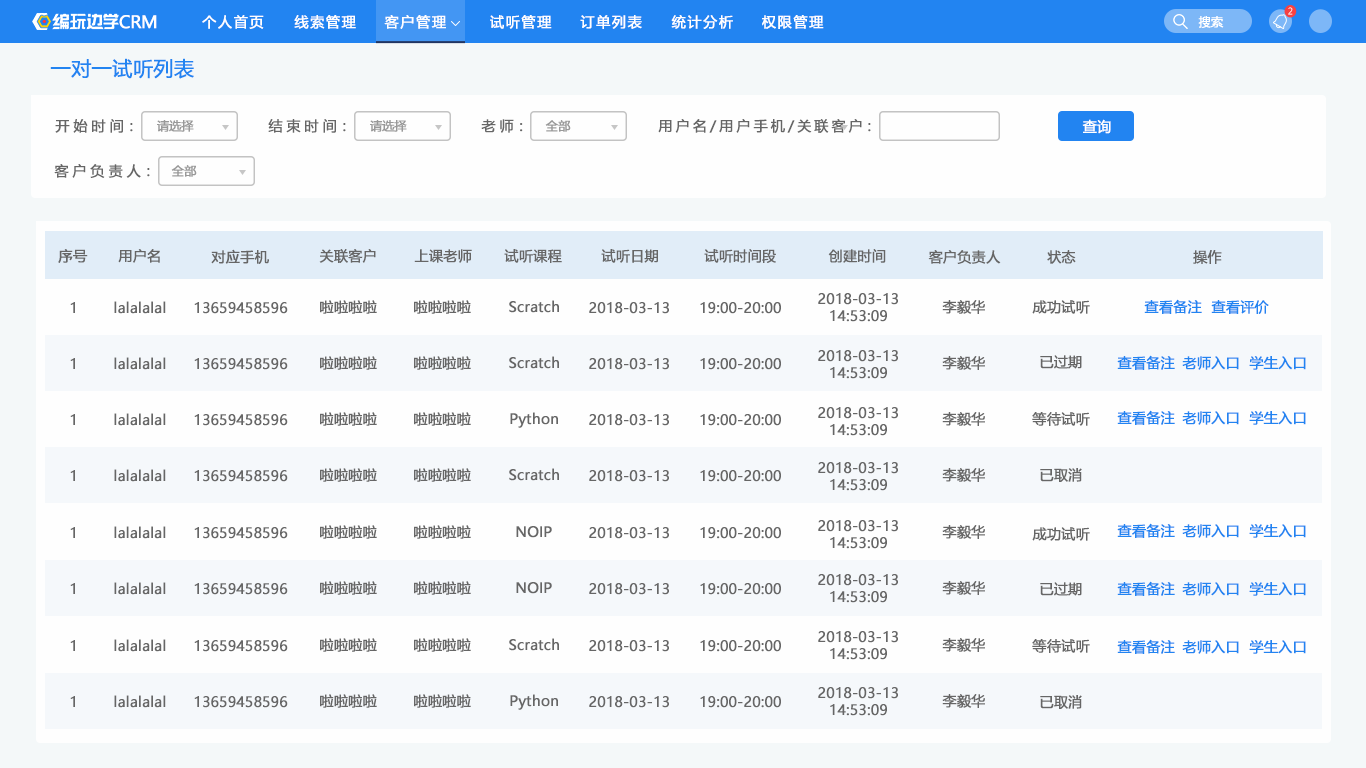 编玩边学CRM 个人首页 线索管理 客户管理 试听管理 订单列表 统计分析 权限管理 搜索 2
一对一试听列表
开始时间: 请选择 结束时间: 请选择 老师: 全部 用户名/用户手机/关联客户: 查询
客户负责人: 全部
序号 用户名 对应手机 关联客户 上课老师 试听课程 试听日期 试听时间段 创建时间 客户负责人 状态 操作
1 lalalalal 13659458596 啦啦啦啦 啦啦啦啦 Scratch 2018-03-13 19:00-20:00 2018-03-13 14:53:09 李毅华 成功试听 查看备注 查看评价
1 lalalalal 13659458596 啦啦啦啦 啦啦啦啦 Scratch 2018-03-13 19:00-20:00 2018-03-13 14:53:09 李毅华 已过期 查看备注 老师入口 学生入口
1 lalalalal 13659458596 啦啦啦啦 啦啦啦啦 Python 2018-03-13 19:00-20:00 2018-03-13 14:53:09 李毅华 等待试听 查看备注 老师入口 学生入口
1 lalalalal 13659458596 啦啦啦啦 啦啦啦啦 Scratch 2018-03-13 19:00-20:00 2018-03-13 14:53:09 李毅华 已取消
1 lalalalal 13659458596 啦啦啦啦 啦啦啦啦 NOIP 2018-03-13 19:00-20:00 2018-03-13 14:53:09 李毅华 成功试听 查看备注 老师入口 学生入口
1 lalalalal 13659458596 啦啦啦啦 啦啦啦啦 NOIP 2018-03-13 19:00-20:00 2018-03-13 14:53:09 李毅华 已过期 查看备注 老师入口 学生入口
1 lalalalal 13659458596 啦啦啦啦 啦啦啦啦 Scratch 2018-03-13 19:00-20:00 2018-03-13 14:53:09 李毅华 等待试听 查看备注 老师入口 学生入口
1 lalalalal 13659458596 啦啦啦啦 啦啦啦啦 Python 2018-03-13 19:00-20:00 2018-03-13 14:53:09 李毅华 已取消